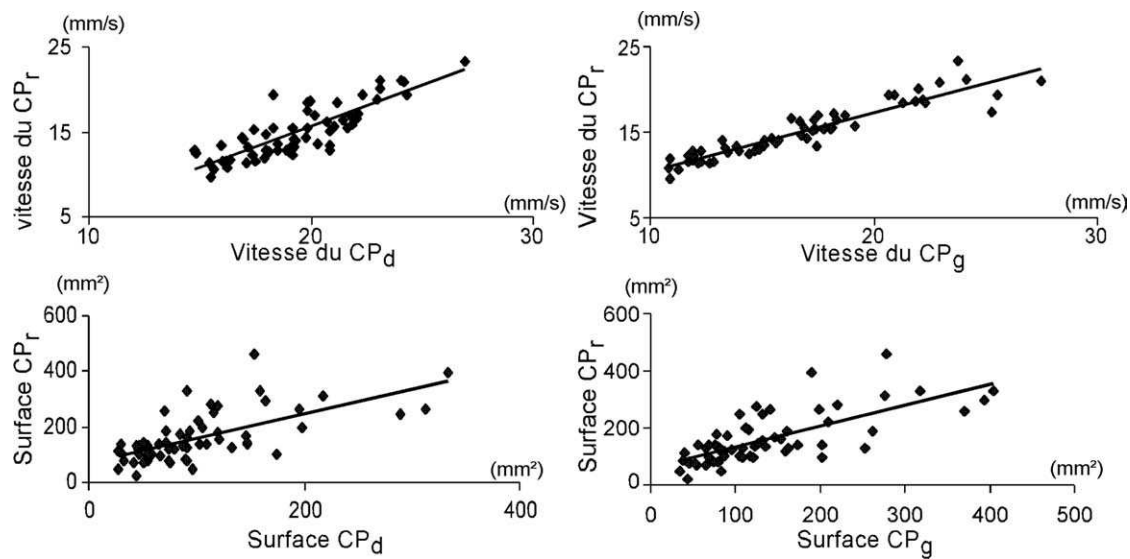 (mm/s)
25
15
5
vitesse du CPr
(mm/s)
10
20
30
Vitesse du CPd
(mm/s)
25
15
5
Vitesse du CPr
(mm/s)
10
20
30
Vitesse du CPg
(mm²)
600
400
200
0
Surface CPr
(mm²)
0
200
400
Surface CPd
(mm²)
600
400
200
0
Surface CPr
(mm²)
0
100
200
300
400
500
Surface CPg